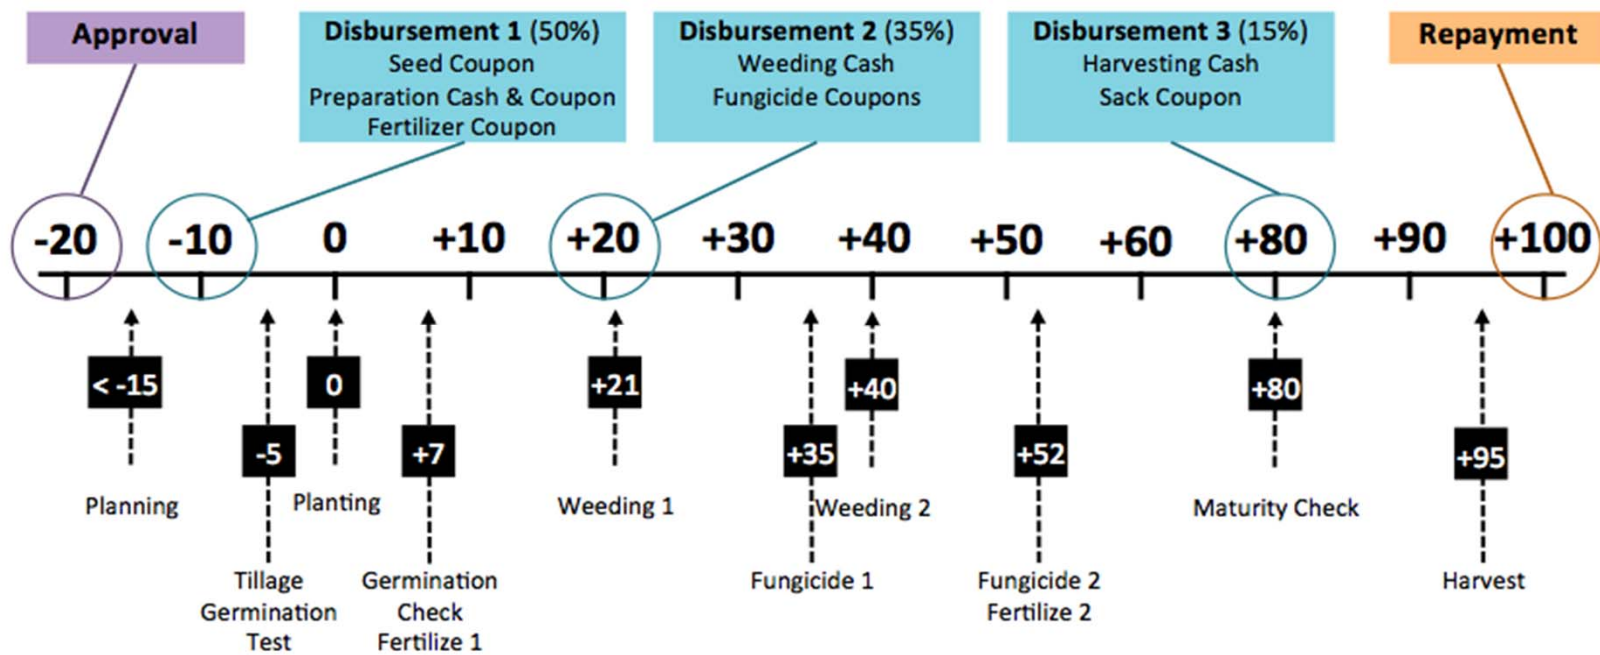 Approval
Disbursement 1 (50%)
Seed Coupon
Preparation Cash & Coupon
Fertilizer Coupon
Disbursement 2 (35%)
Weeding Cash
Fungicide Coupons
Disbursement 3 (15%)
Harvesting Cash
Sack Coupon
Repayment
-20 -10 0 +10 +20 +30 +40 +50 +60 +80 +90 +100
< -15
Planning
-5
Tillage
Germination
Test
0
Planting
+7
Germination
Check
Fertilize 1
+21
Weeding 1
+35
Fungicide 1
+40
Weeding 2
+52
Fungicide 2
Fertilize 2
+80
Maturity Check
+95
Harvest